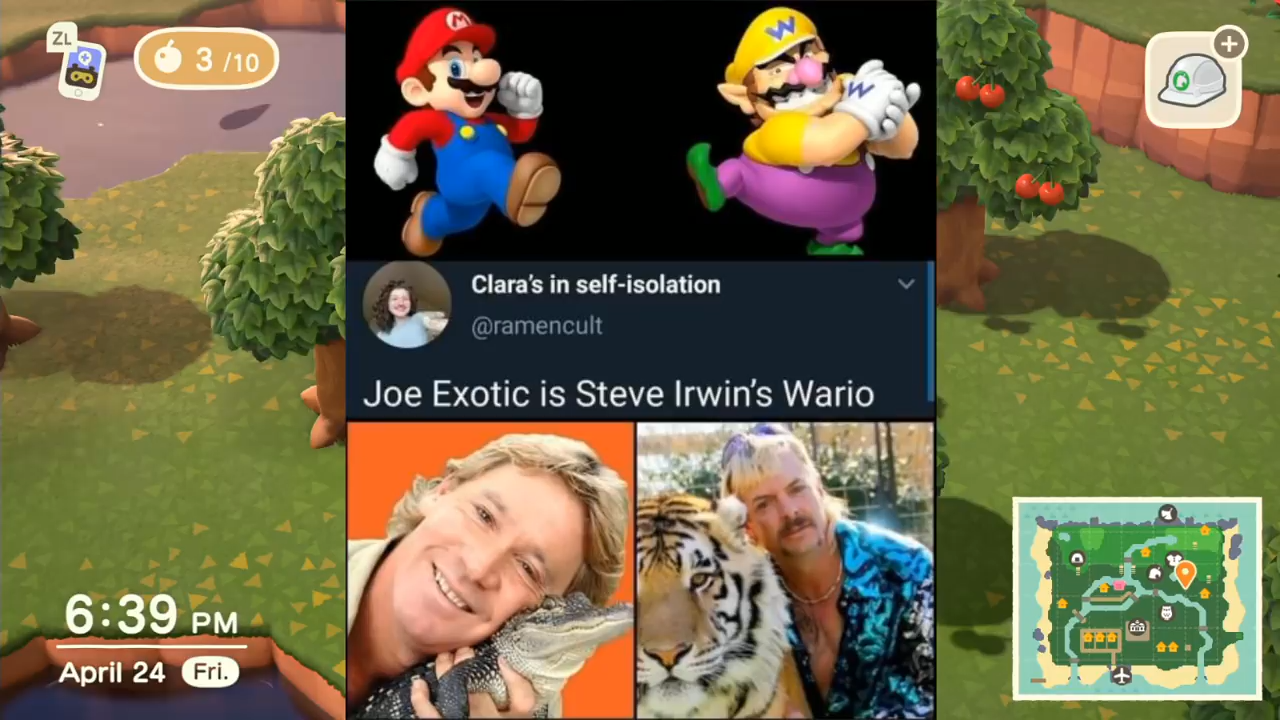 ZL
3 /10
M
W
W
Clara's in self-isolation
@ramencult
Joe Exotic is Steve Irwin's Wario
6:39 PM
April 24 Fri.